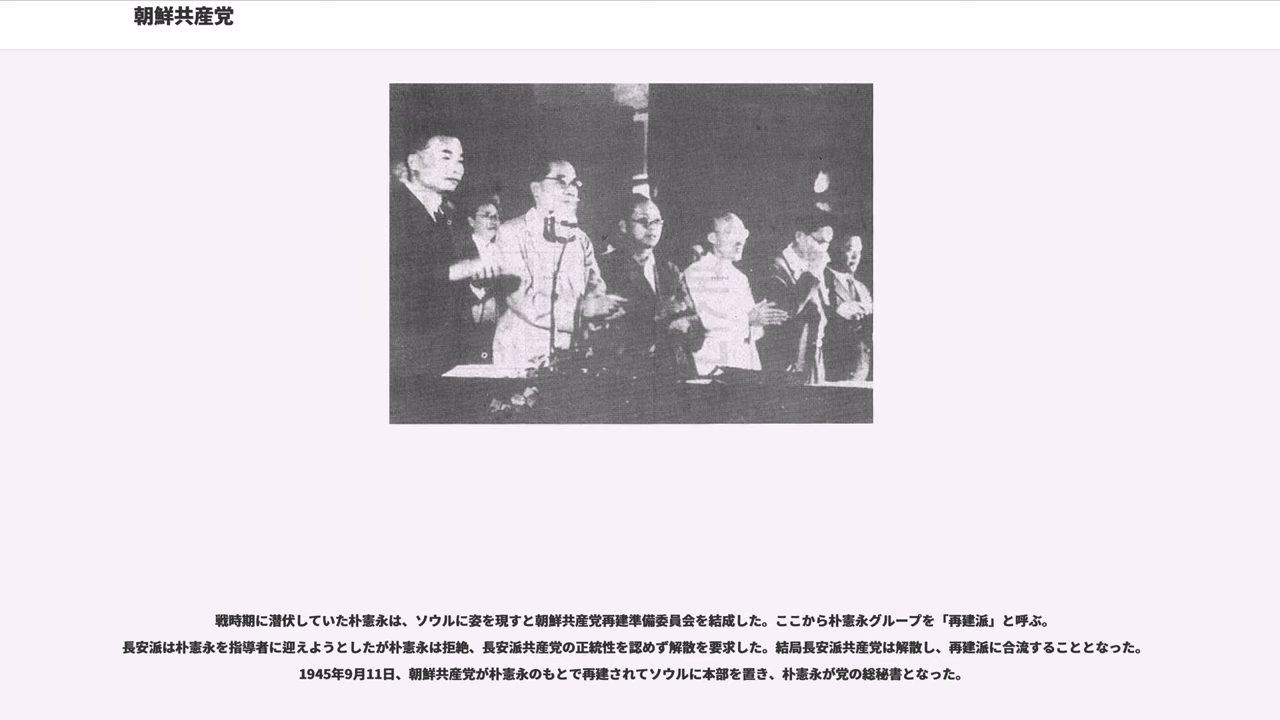 朝鮮共産党
戦時期に潜伏していた朴憲永は、ソウルに姿を現すと朝鮮共産党再建準備委員会を結成した。ここから朴憲永グループを「再建派」と呼ぶ。
長安派は朴憲永を指導者に迎えようとしたが朴憲永は拒絶、長安派共産党の正統性を認めず解散を要求した。結局長安派共産党は解散し、再建派に合流することとなった。
1945年9月11日、朝鮮共産党が朴憲永のもとで再建されてソウルに本部を置き、朴憲永が党の総秘書となった。